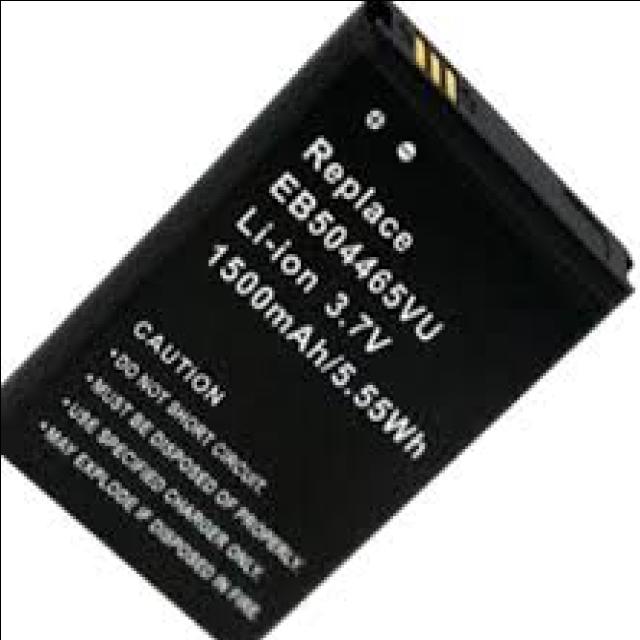 Replace
EB504465VU
Li-ion 3.7V
1500mAh/5.55Wh
CAUTION
•DO NOT SHORT CIRCUIT.
•MUST BE DISPOSED OF PROPERLY.
•USE SPECIFIED CHARGER ONLY.
•MAY EXPLODE IF DISPOSED IN FIRE.